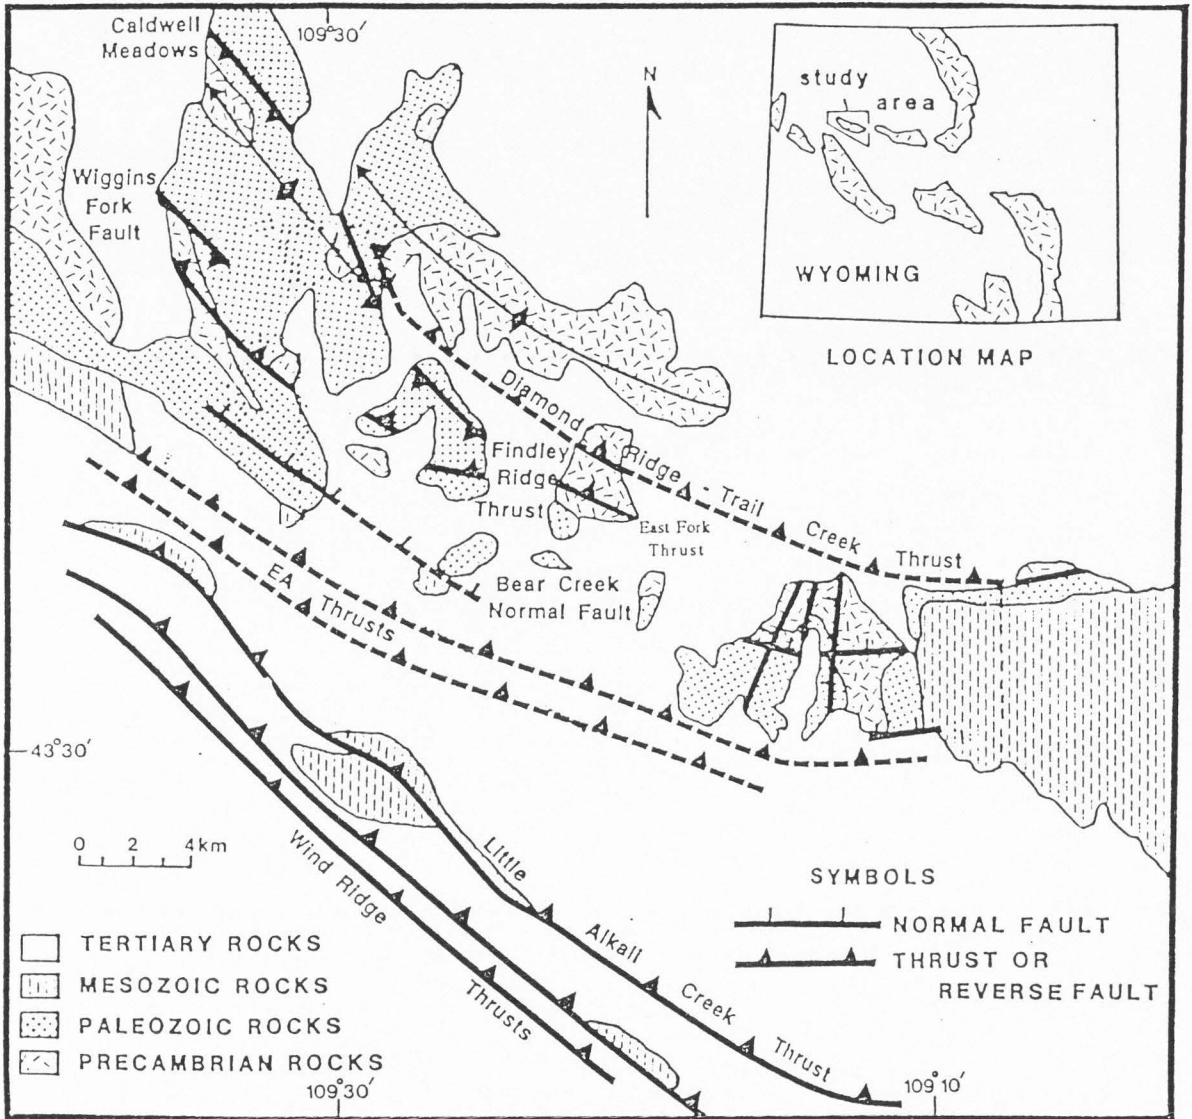 Caldwell
Meadows
109°30′
N
study
area
WYOMING
LOCATION MAP
Wiggins
Fork
Fault
Diamond Ridge - Trail Creek Thrust
Findley
Ridge
Thrust
East Fork
Thrust
Bear Creek
Normal Fault
EA Thrusts
43°30′
0 2 4 km
Little Alkali Creek Thrust
Wind Ridge Thrusts
SYMBOLS
NORMAL FAULT
THRUST OR
REVERSE FAULT
TERTIARY ROCKS
MESOZOIC ROCKS
PALEOZOIC ROCKS
PRECAMBRIAN ROCKS
109°30′
109°10′